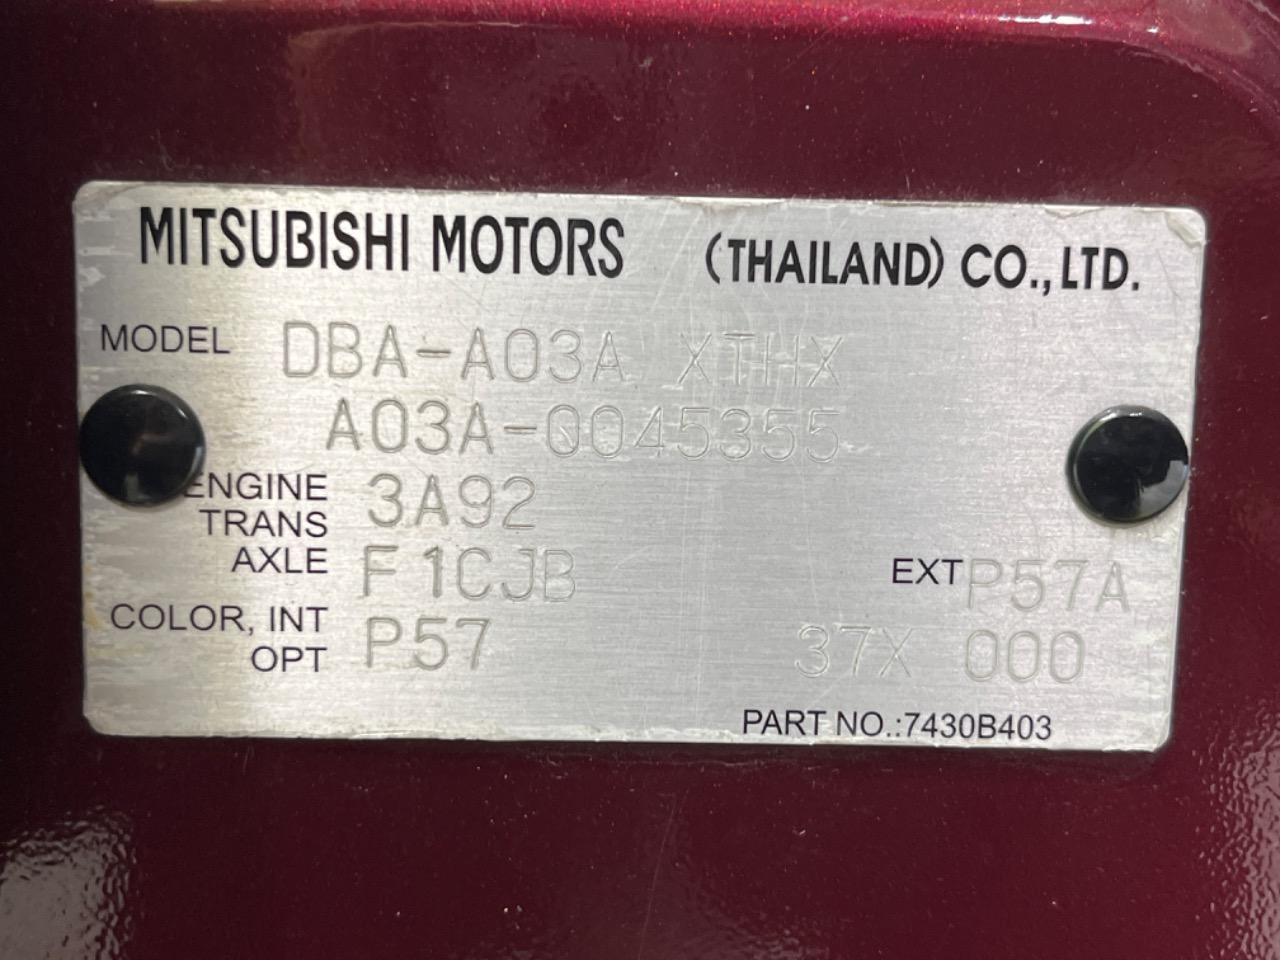 MITSUBISHI MOTORS (THAILAND) CO.,LTD.
MODEL DBA-A03A XTHX
A03A-0045355
ENGINE 3A92
TRANS
AXLE F1CJB EXT P57A
COLOR, INT
OPT P57 37X 000
PART NO.:7430B403